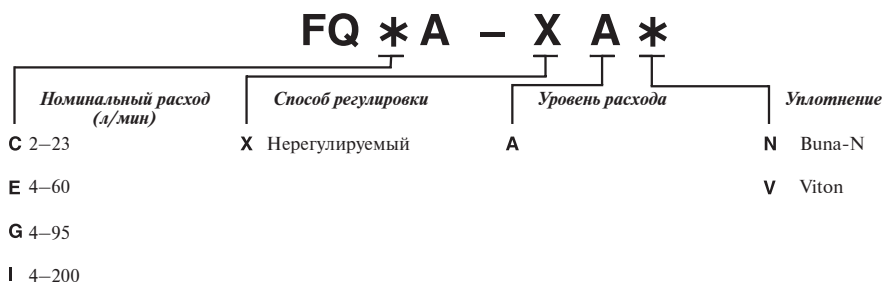 FQ * A – X A *
Номинальный расход Способ регулировки Уровень расхода Уплотнение
(л/мин)
C 2–23 X Нерегулируемый A N Buna-N
E 4–60 V Viton
G 4–95
I 4–200